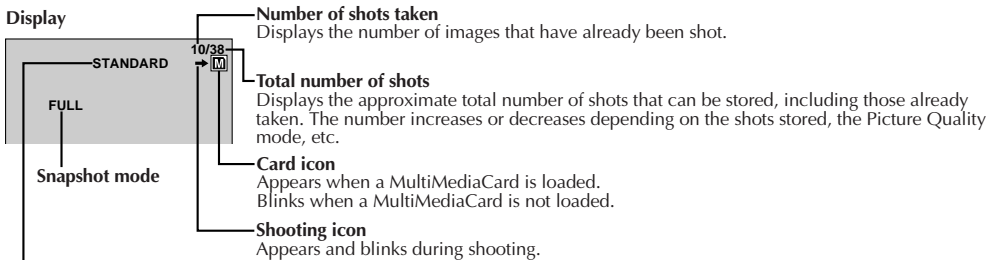 Display
10/38
STANDARD
M
FULL
Snapshot mode
Number of shots taken
Displays the number of images that have already been shot.
Total number of shots
Displays the approximate total number of shots that can be stored, including those already
taken. The number increases or decreases depending on the shots stored, the Picture Quality
mode, etc.
Card icon
Appears when a MultiMediaCard is loaded.
Blinks when a MultiMediaCard is not loaded.
Shooting icon
Appears and blinks during shooting.